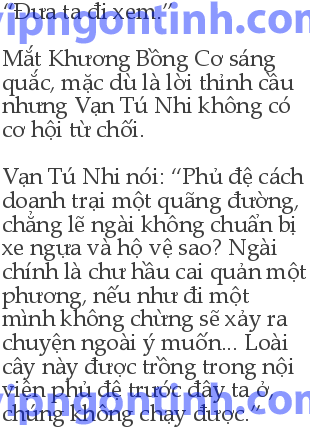 “Đưa ta đi xem.”
vipngontinh.com
Mắt Khương Bồng Cơ sáng
quắc, mặc dù là lời thỉnh cầu
nhưng Vạn Tú Nhi không có
cơ hội từ chối.
Vạn Tú Nhi nói: “Phủ đệ cách
doanh trại một quãng đường,
chẳng lẽ ngài không chuẩn bị
xe ngựa và hộ vệ sao? Ngài
chính là chư hầu cai quản một
phương, nếu như đi một
mình không chừng sẽ xảy ra
chuyện ngoài ý muốn... Loài
cây này được trồng trong nội
viện phủ đệ trước đây ta ở,
chúng không chạy được.”
vipngontinh.com